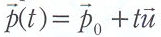 p⃗(t) = p⃗₀ + tu⃗